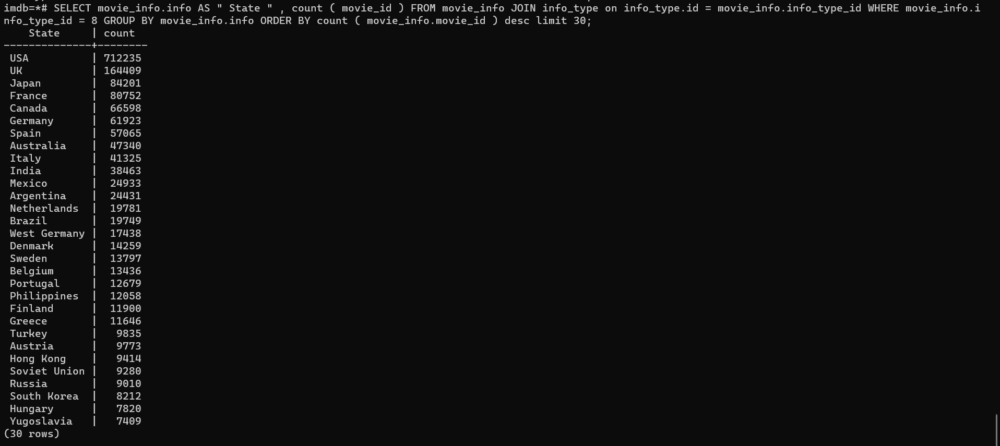 imdb=*# SELECT movie_info.info AS " State " , count ( movie_id ) FROM movie_info JOIN info_type on info_type.id = movie_info.info_type_id WHERE movie_info.i
nfo_type_id = 8 GROUP BY movie_info.info ORDER BY count ( movie_info.movie_id ) desc limit 30;
    State     | count
--------------+--------
 USA          | 712235
 UK           | 164409
 Japan        |  84201
 France       |  80752
 Canada       |  66598
 Germany      |  61923
 Spain        |  57065
 Australia    |  47340
 Italy        |  41325
 India        |  38463
 Mexico       |  24933
 Argentina    |  24431
 Netherlands  |  19781
 Brazil       |  19749
 West Germany |  17438
 Denmark      |  14259
 Sweden       |  13797
 Belgium      |  13436
 Portugal     |  12679
 Philippines  |  12058
 Finland      |  11900
 Greece       |  11646
 Turkey       |   9835
 Austria      |   9773
 Hong Kong    |   9414
 Soviet Union |   9280
 Russia       |   9010
 South Korea  |   8212
 Hungary      |   7820
 Yugoslavia   |   7409
(30 rows)